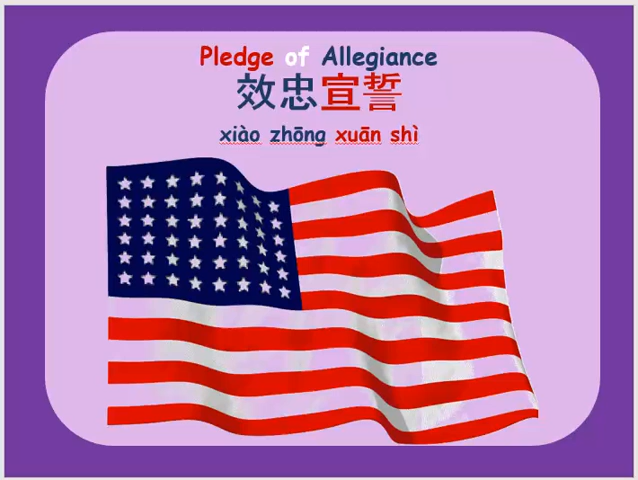 Pledge of Allegiance
效忠宣誓
xiào zhōng xuān shì